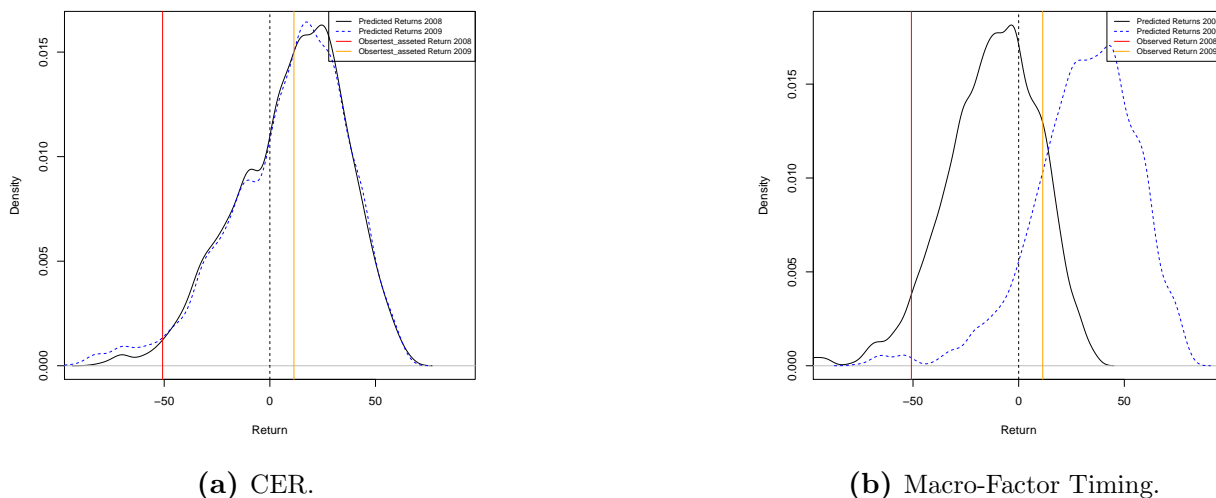 Predicted Returns 2008
Predicted Returns 2009
Obsertest_asseted Return 2008
Obsertest_asseted Return 2009
0.015
0.010
0.005
0.000
Density
−50
0
50
Return
(a) CER.
Predicted Returns 200
Predicted Returns 200
Observed Return 2008
Observed Return 2009
0.015
0.010
0.005
0.000
Density
−50
0
50
Return
(b) Macro-Factor Timing.